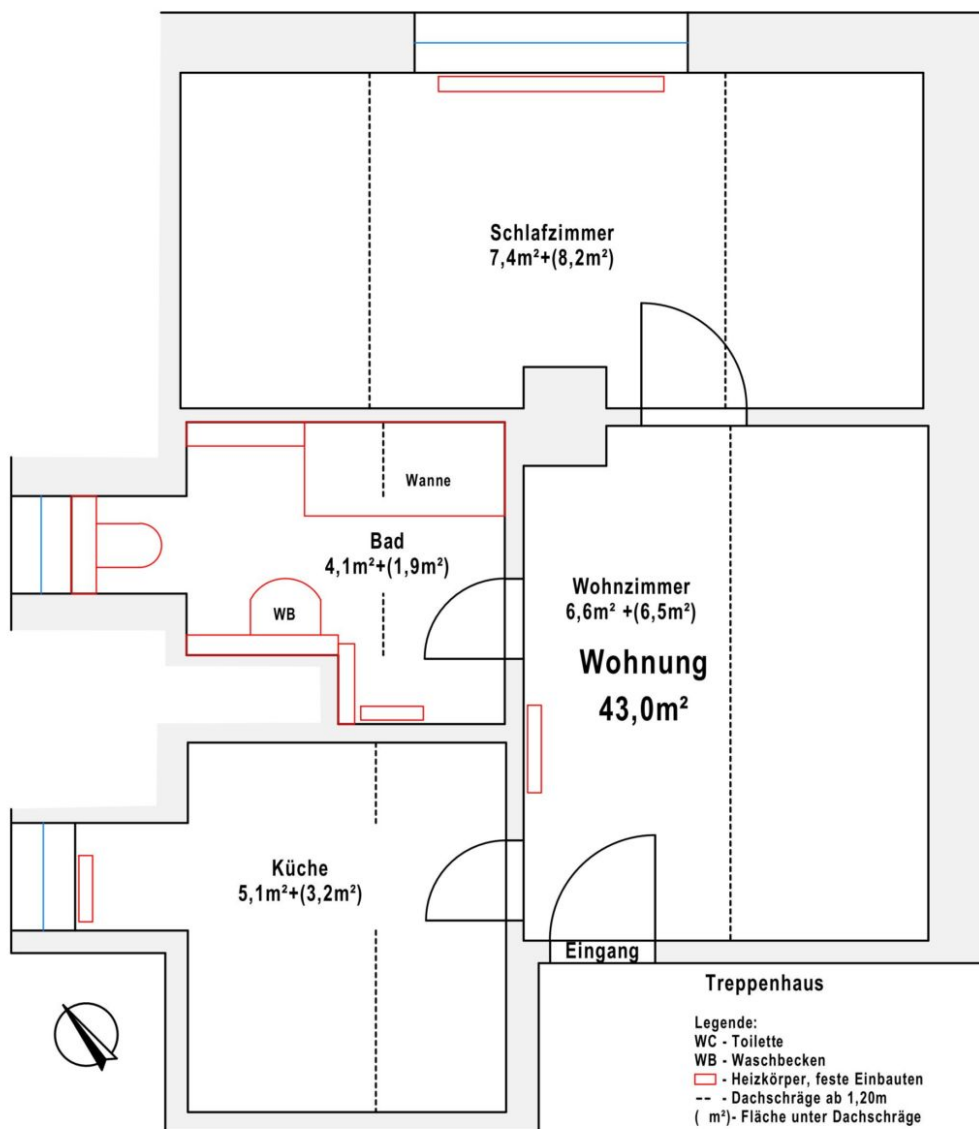 Schlafzimmer
7,4m²+(8,2m²)
Wanne
Bad
4,1m²+(1,9m²)
WB
Wohnzimmer
6,6m² +(6,5m²)
Wohnung
43,0m²
Küche
5,1m²+(3,2m²)
Eingang
Treppenhaus
Legende:
WC - Toilette
WB - Waschbecken
- Heizkörper, feste Einbauten
-- - Dachschräge ab 1,20m
( m²)- Fläche unter Dachschräge